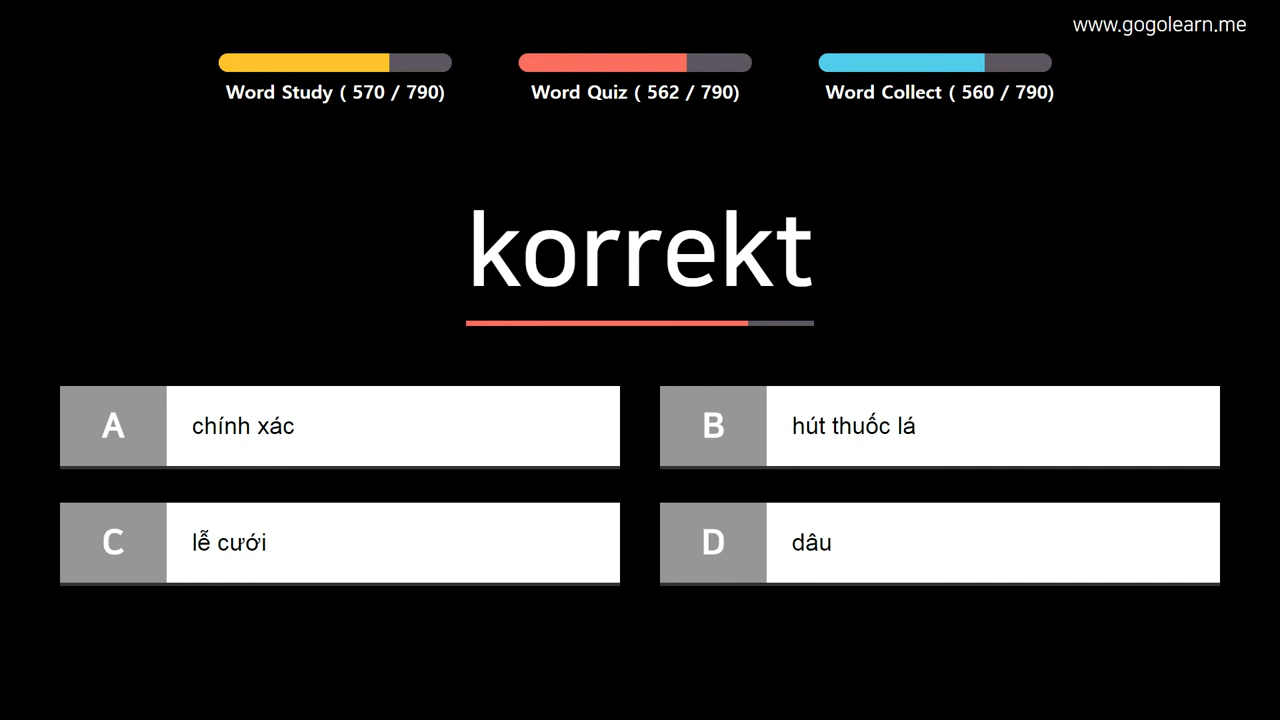 www.gogolearn.me
Word Study ( 570 / 790)
Word Quiz ( 562 / 790)
Word Collect ( 560 / 790)
korrekt
A chính xác
B hút thuốc lá
C lễ cưới
D dâu